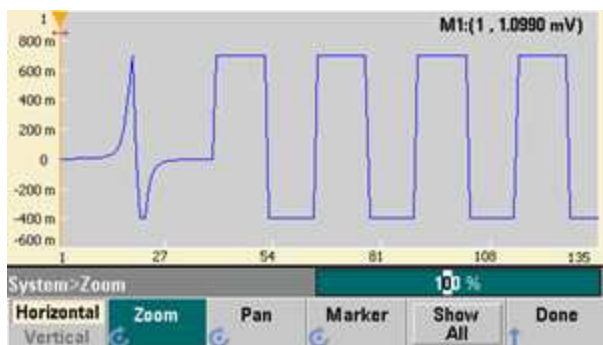 1
M1:(1 , 1.0990 mV)
800 m
600 m
400 m
200 m
0
-200 m
-400 m
-600 m
1 27 54 81 108 135
System>Zoom
100 %
Horizontal
Vertical
Zoom
Pan
Marker
Show
All
Done